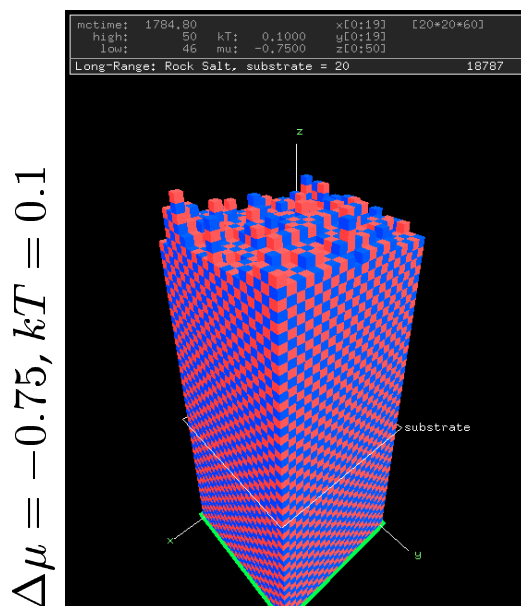 Δμ = −0.75, kT = 0.1
mctime: 1784.80 x[0:19] [20*20*60]
high: 50 kT: 0.1000 y[0:19]
low: 46 mu: -0.7500 z[0:50]
Long-Range: Rock Salt, substrate = 20 18787
z
substrate
x
y